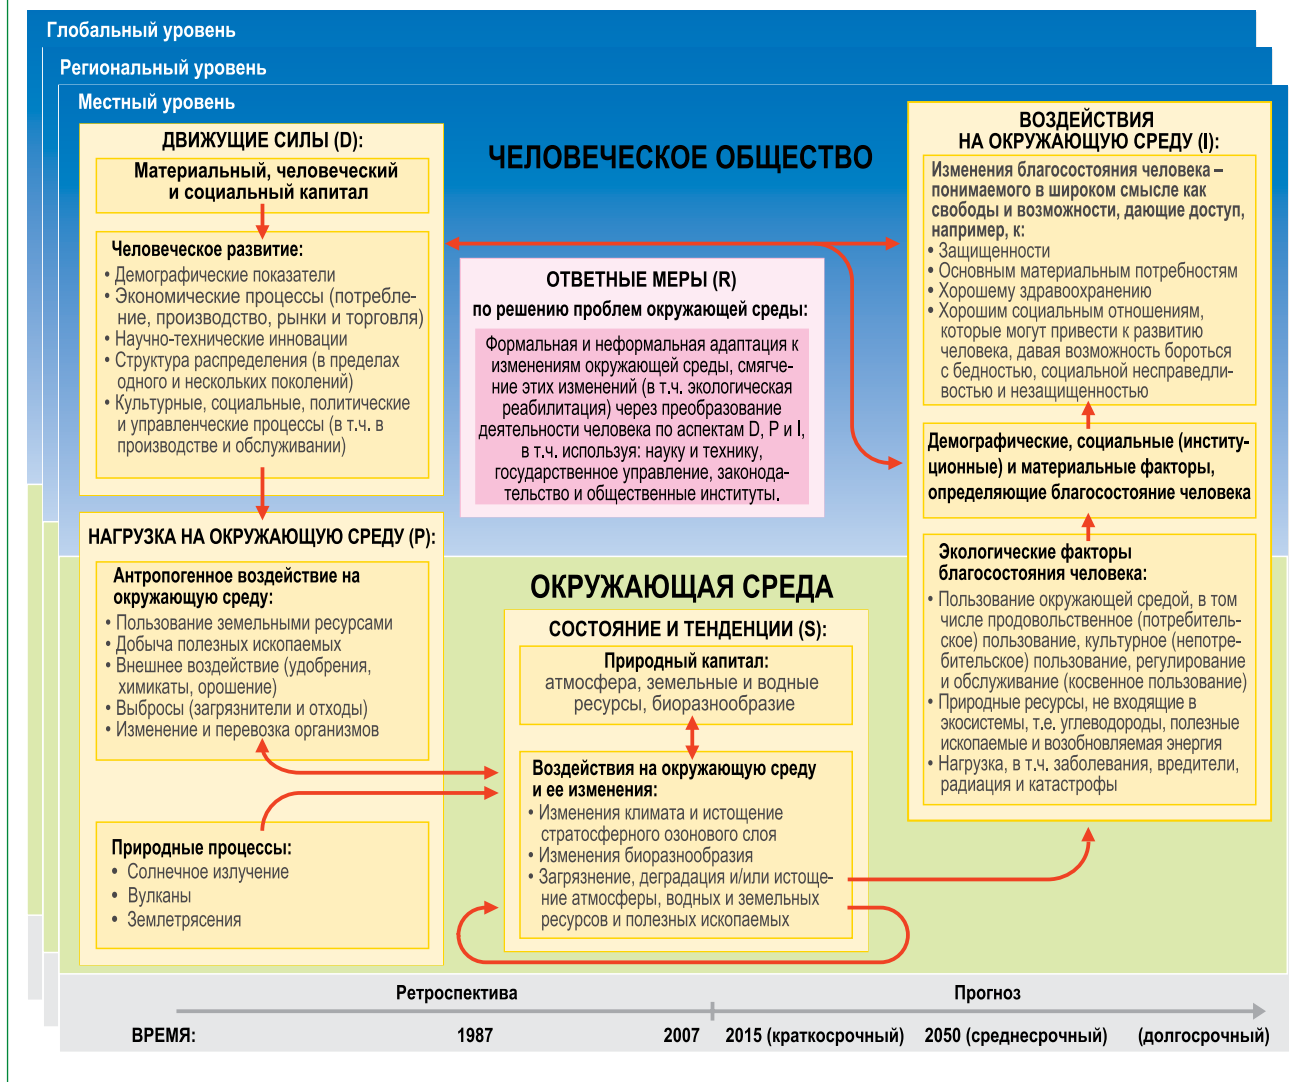 Глобальный уровень
Региональный уровень
Местный уровень
ЧЕЛОВЕЧЕСКОЕ ОБЩЕСТВО
ДВИЖУЩИЕ СИЛЫ (D):
Материальный, человеческий
и социальный капитал
Человеческое развитие:
• Демографические показатели
• Экономические процессы (потребле-
ние, производство, рынки и торговля)
• Научно-технические инновации
• Структура распределения (в пределах
одного и нескольких поколений)
• Культурные, социальные, политические
и управленческие процессы (в т.ч. в
производстве и обслуживании)
НАГРУЗКА НА ОКРУЖАЮЩУЮ СРЕДУ (P):
Антропогенное воздействие на
окружающую среду:
• Пользование земельными ресурсами
• Добыча полезных ископаемых
• Внешнее воздействие (удобрения,
химикаты, орошение)
• Выбросы (загрязнители и отходы)
• Изменение и перевозка организмов
Природные процессы:
• Солнечное излучение
• Вулканы
• Землетрясения
ОТВЕТНЫЕ МЕРЫ (R)
по решению проблем окружающей среды:
Формальная и неформальная адаптация к
изменениям окружающей среды, смягче-
ние этих изменений (в т.ч. экологическая
реабилитация) через преобразование
деятельности человека по аспектам D, P и I,
в т.ч. используя: науку и технику,
государственное управление, законода-
тельство и общественные институты.
ОКРУЖАЮЩАЯ СРЕДА
СОСТОЯНИЕ И ТЕНДЕНЦИИ (S):
Природный капитал:
атмосфера, земельные и водные
ресурсы, биоразнообразие
Воздействия на окружающую среду
и ее изменения:
• Изменения климата и истощение
стратосферного озонового слоя
• Изменения биоразнообразия
• Загрязнение, деградация и/или истоще-
ние атмосферы, водных и земельных
ресурсов и полезных ископаемых
ВОЗДЕЙСТВИЯ
НА ОКРУЖАЮЩУЮ СРЕДУ (I):
Изменения благосостояния человека –
понимаемого в широком смысле как
свободы и возможности, дающие доступ,
например, к:
• Защищенности
• Основным материальным потребностям
• Хорошему здравоохранению
• Хорошим социальным отношениям,
которые могут привести к развитию
человека, давая возможность бороться
с бедностью, социальной несправедли-
востью и незащищенностью
Демографические, социальные (институ-
ционные) и материальные факторы,
определяющие благосостояние человека
Экологические факторы
благосостояния человека:
• Пользование окружающей средой, в том
числе продовольственное (потребитель-
ское) пользование, культурное (непотре-
бительское) пользование, регулирование
и обслуживание (косвенное пользование)
• Природные ресурсы, не входящие в
экосистемы, т.е. углеводороды, полезные
ископаемые и возобновляемая энергия
• Нагрузка, в т.ч. заболевания, вредители,
радиация и катастрофы
Ретроспектива Прогноз
ВРЕМЯ: 1987 2007 2015 (краткосрочный) 2050 (среднесрочный) (долгосрочный)